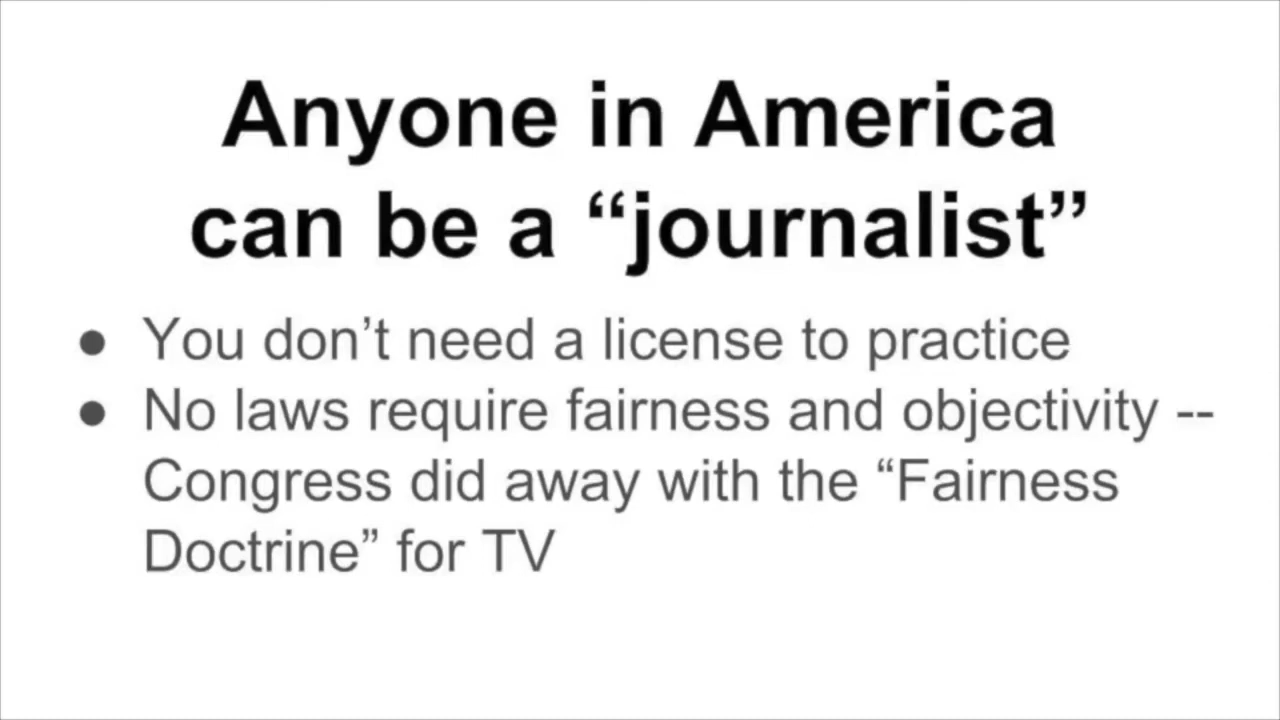 Anyone in America
can be a “journalist”
● You don’t need a license to practice
● No laws require fairness and objectivity --
Congress did away with the “Fairness
Doctrine” for TV